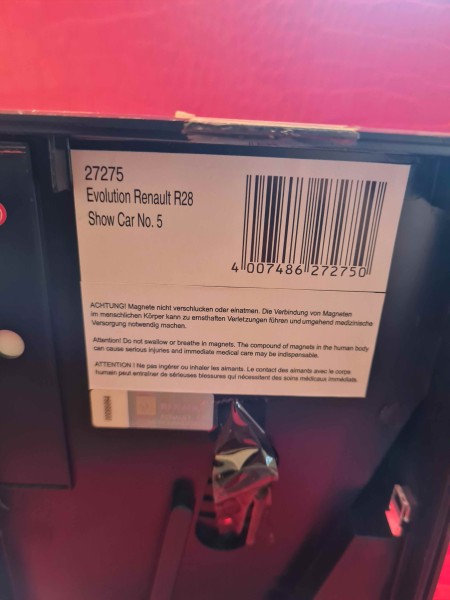 27275
Evolution Renault R28
Show Car No. 5
4 007486 272750
ACHTUNG! Magnete nicht verschlucken oder einatmen. Die Verbindung von Magneten
im menschlichen Körper kann zu ernsthaften Verletzungen führen und umgehend medizinische
Versorgung notwendig machen.
Attention! Do not swallow or breathe in magnets. The compound of magnets in the human body
can cause serious injuries and immediate medical care may be indispensable.
ATTENTION ! Ne pas ingérer ou inhaler les aimants. Le contact des aimants avec le corps
humain peut entraîner de sérieuses blessures qui nécessitent des soins médicaux immédiats.